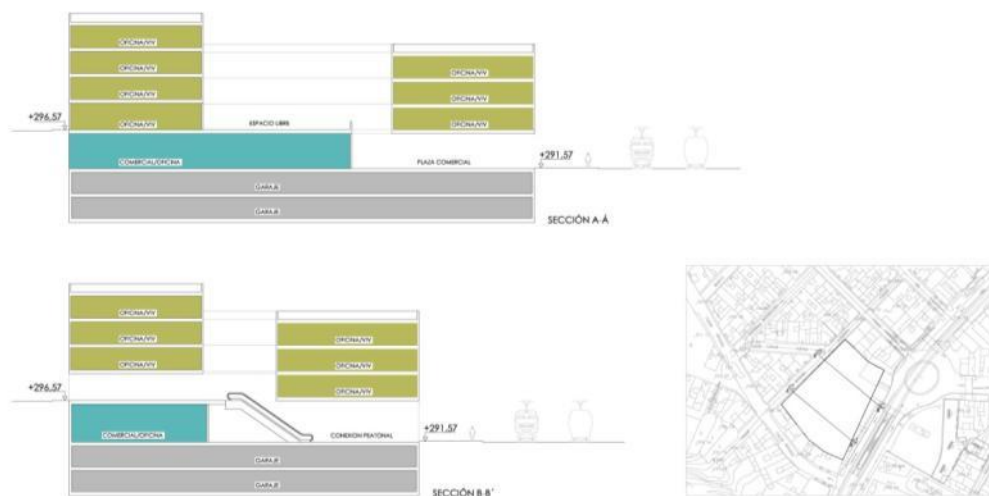 OFICINA/VIV
OFICINA/VIV
OFICINA/VIV
OFICINA/VIV
OFICINA/VIV
OFICINA/VIV
OFICINA/VIV
+296,57
ESPACIO LIBRE
COMERCIAL/OFICINA
PLAZA COMERCIAL
+291,57
GARAJE
GARAJE
SECCIÓN A-Á
OFICINA/VIV
OFICINA/VIV
OFICINA/VIV
OFICINA/VIV
OFICINA/VIV
OFICINA/VIV
+296,57
COMERCIAL/OFICINA
CONEXION PEATONAL
+291,57
GARAJE
GARAJE
SECCIÓN B-B´